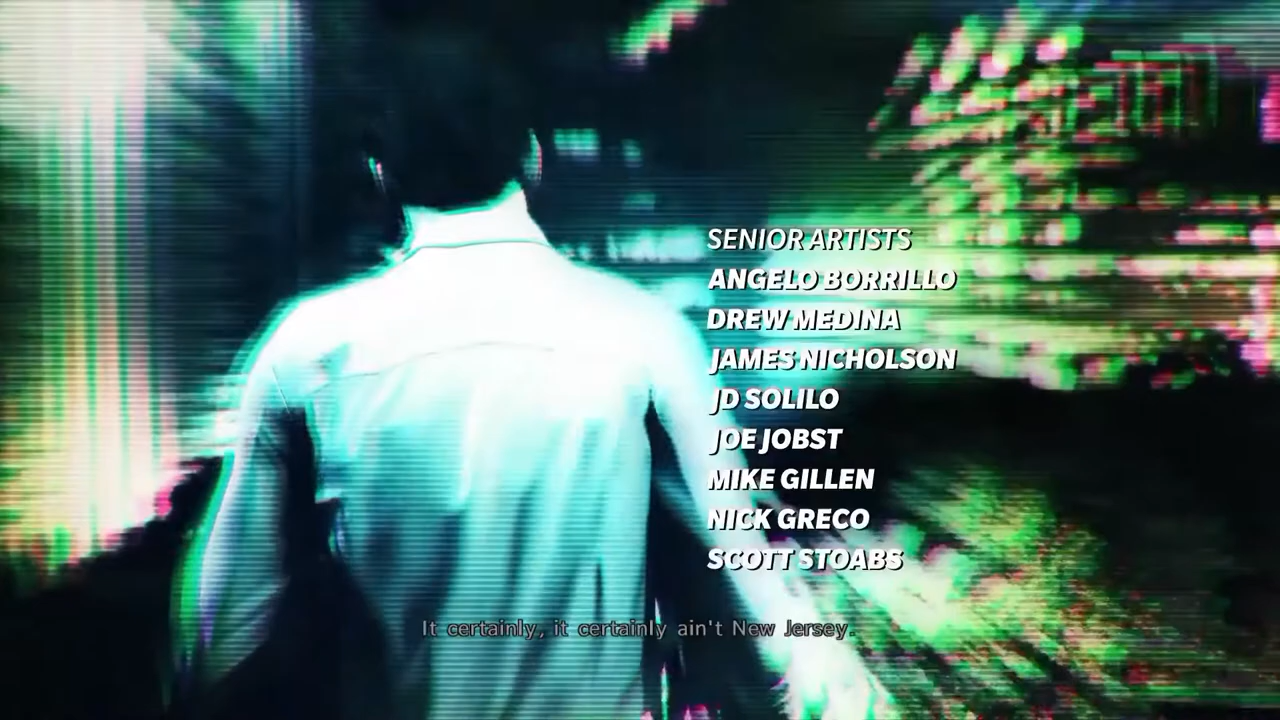 SENIOR ARTISTS
ANGELO BORRILLO
DREW MEDINA
JAMES NICHOLSON
JD SOLILO
JOE JOBST
MIKE GILLEN
NICK GRECO
SCOTT STOABS
It certainly, it certainly ain't New Jersey.